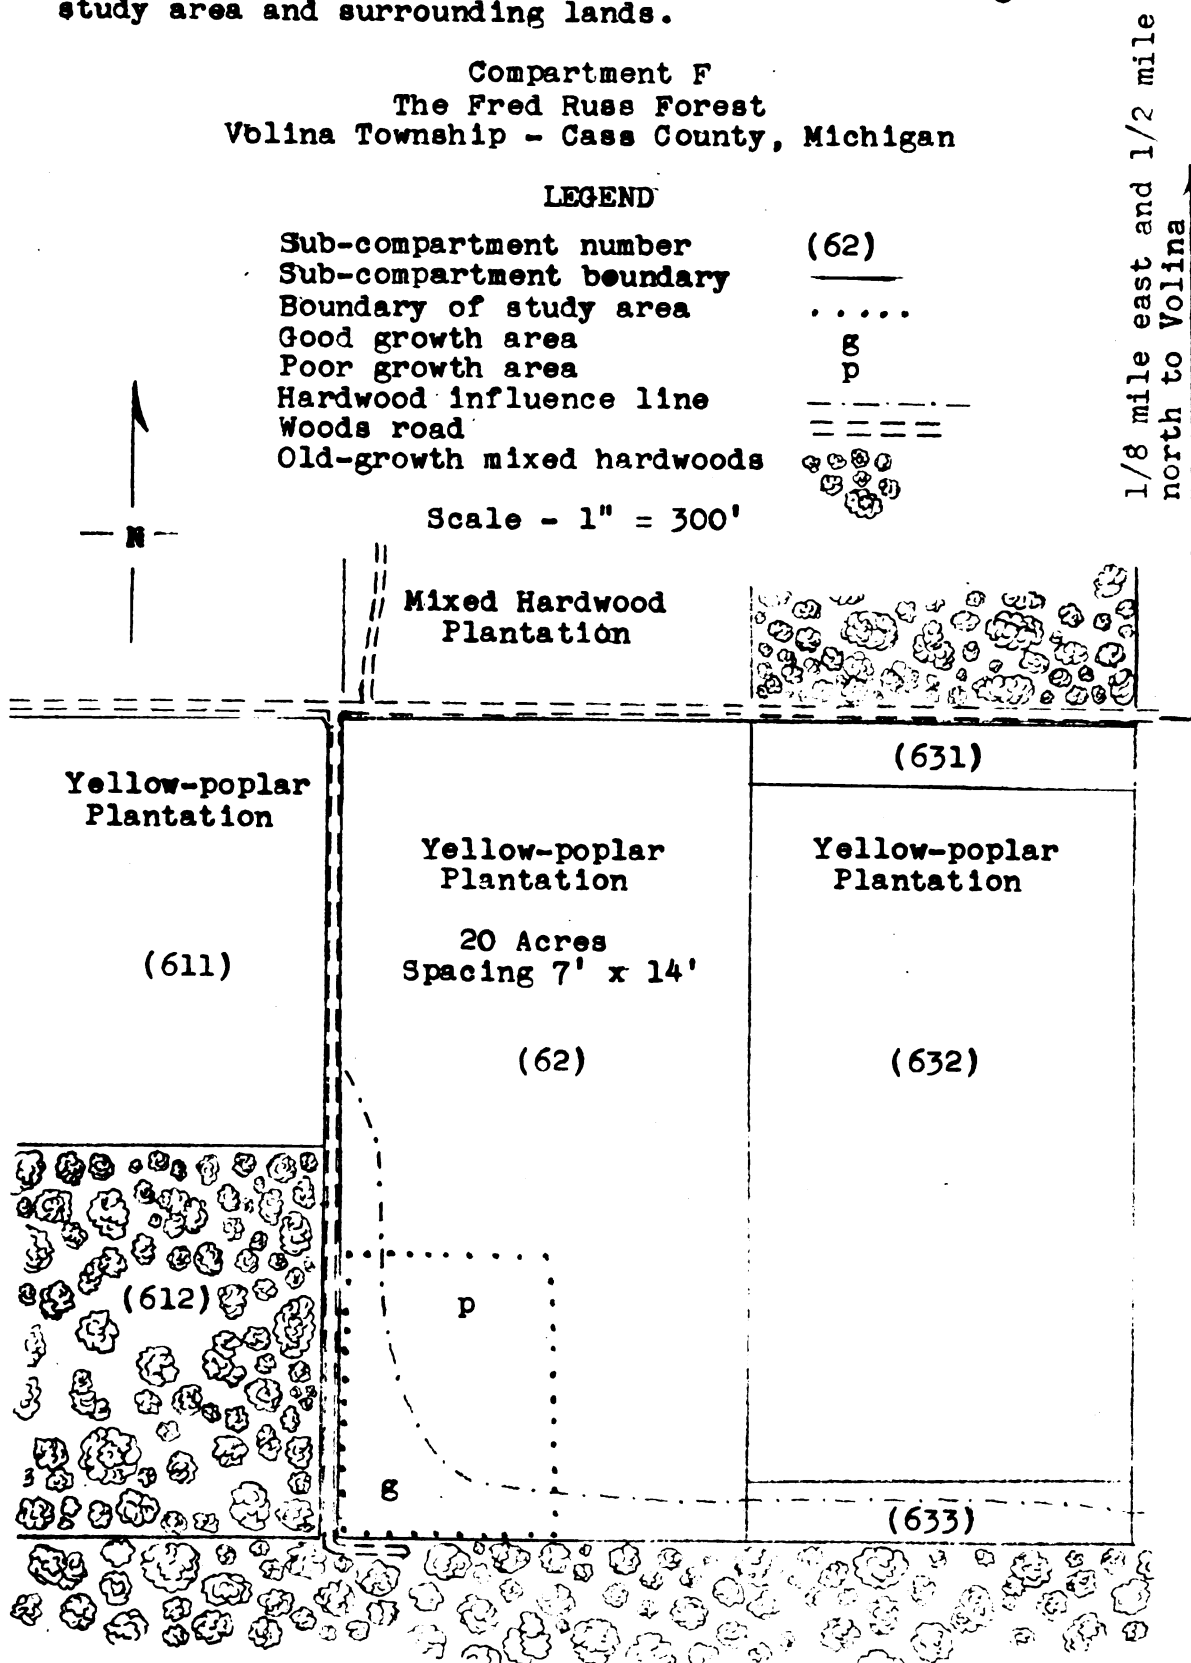 study area and surrounding lands.
Compartment F
The Fred Russ Forest
Volina Township - Cass County, Michigan
LEGEND
Sub-compartment number (62)
Sub-compartment boundary
Boundary of study area
Good growth area g
Poor growth area p
Hardwood influence line
Woods road
Old-growth mixed hardwoods
Scale - 1" = 300'
1/8 mile east and 1/2 mile
north to Volina
N
Mixed Hardwood
Plantation
(631)
Yellow-poplar
Plantation
Yellow-poplar
Plantation
Yellow-poplar
Plantation
20 Acres
Spacing 7' x 14'
(611)
(62)
(632)
(612)
p
g
(633)